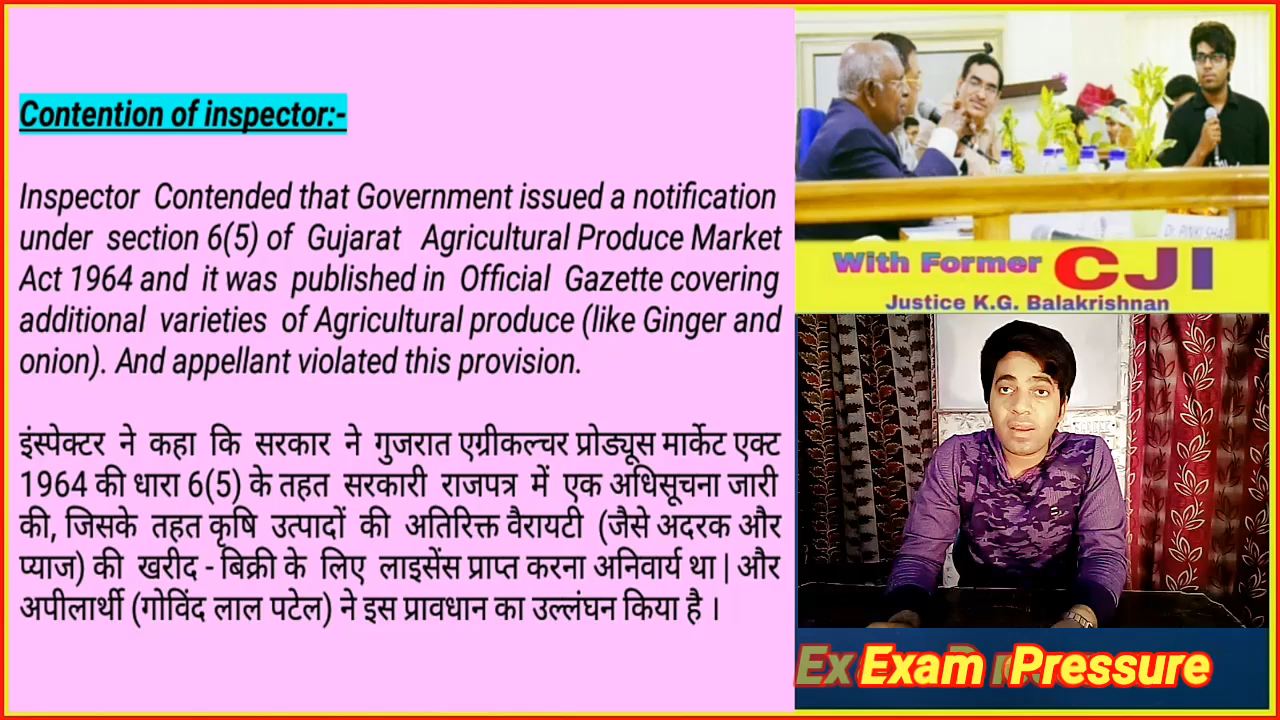 Contention of inspector:-
Inspector Contended that Government issued a notification
under section 6(5) of Gujarat Agricultural Produce Market
Act 1964 and it was published in Official Gazette covering
additional varieties of Agricultural produce (like Ginger and
onion). And appellant violated this provision.
इंस्पेक्टर ने कहा कि सरकार ने गुजरात एग्रीकल्चर प्रोड्यूस मार्केट एक्ट
1964 की धारा 6(5) के तहत सरकारी राजपत्र में एक अधिसूचना जारी
की, जिसके तहत कृषि उत्पादों की अतिरिक्त वैरायटी (जैसे अदरक और
प्याज) की खरीद - बिक्री के लिए लाइसेंस प्राप्त करना अनिवार्य था | और
अपीलार्थी (गोविंद लाल पटेल) ने इस प्रावधान का उल्लंघन किया है ।
With Former CJI
Justice K.G. Balakrishnan
Exam Pressure